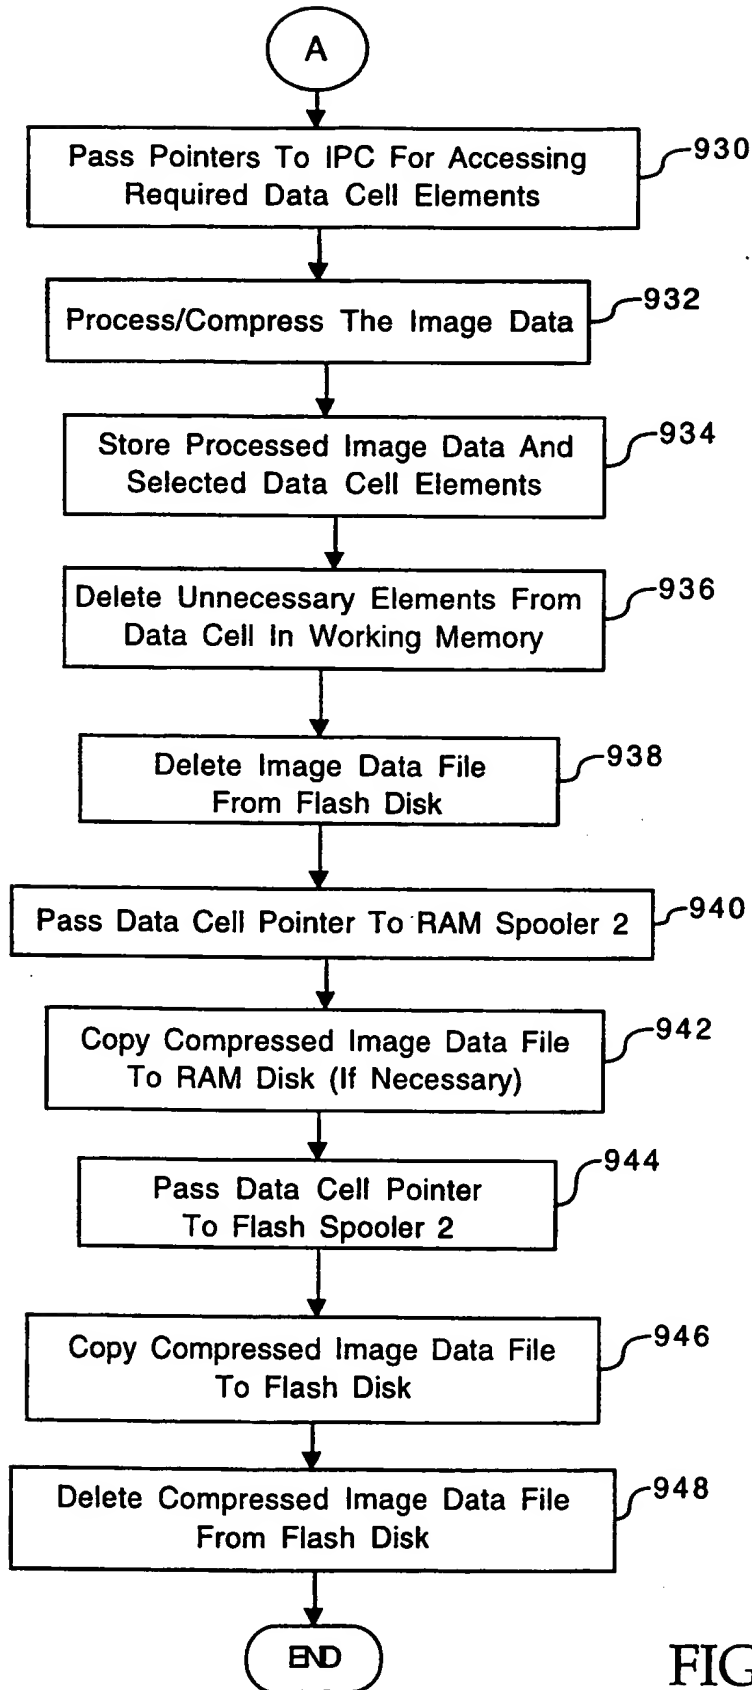 A
Pass Pointers To IPC For Accessing
Required Data Cell Elements
930
Process/Compress The Image Data
932
Store Processed Image Data And
Selected Data Cell Elements
934
Delete Unnecessary Elements From
Data Cell In Working Memory
936
Delete Image Data File
From Flash Disk
938
Pass Data Cell Pointer To RAM Spooler 2
940
Copy Compressed Image Data File
To RAM Disk (If Necessary)
942
Pass Data Cell Pointer
To Flash Spooler 2
944
Copy Compressed Image Data File
To Flash Disk
946
Delete Compressed Image Data File
From Flash Disk
948
END
FIG